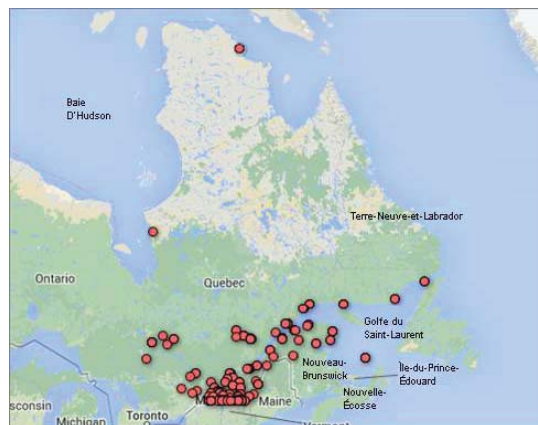 Baie
D'Hudson
Terre-Neuve-et-Labrador
Ontario
Quebec
Golfe du
Saint-Laurent
Nouveau-
Brunswick
Île-du-Prince-
Édouard
Nouvelle-
Écosse
Maine
Michigan
Toronto